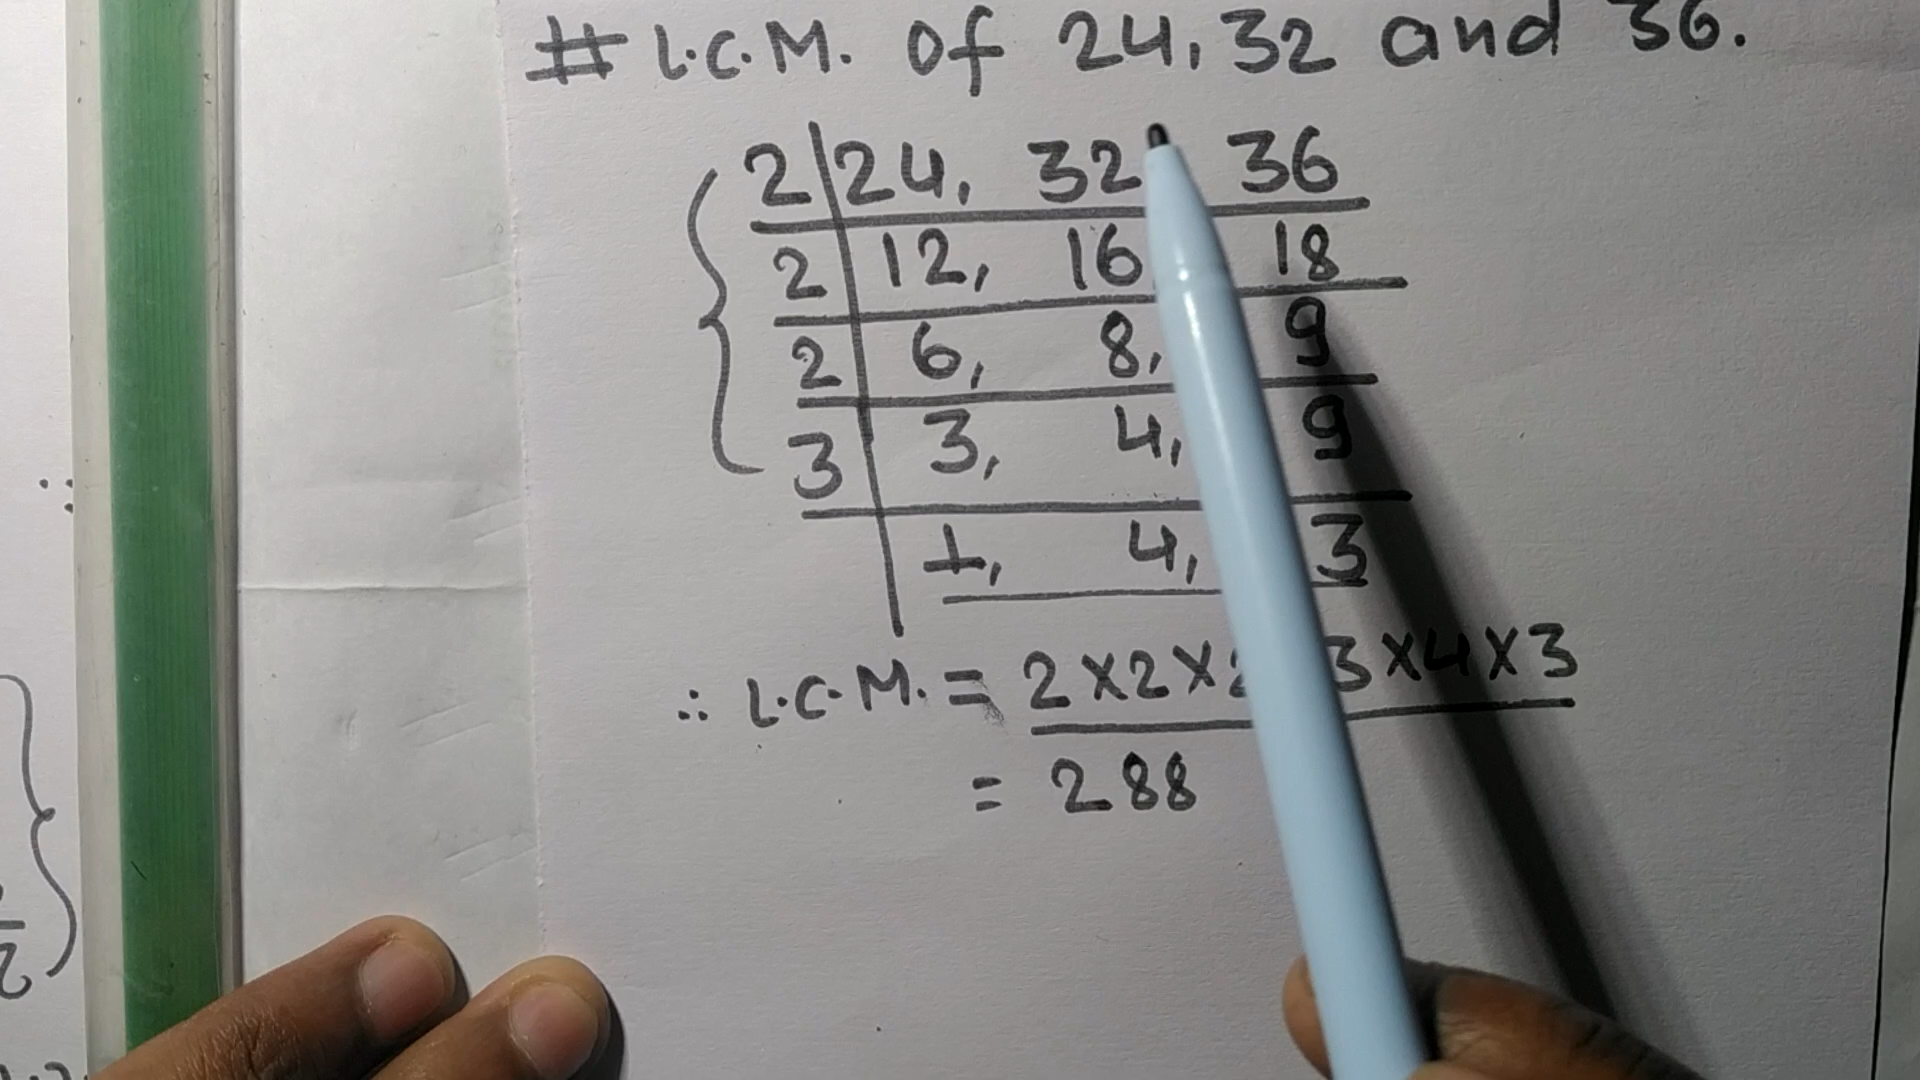 # L.C.M. of 24, 32 and 36.
2 24, 32 36
2 12, 16 18
2 6, 8, 9
3 3, 4, 9
1, 4, 3
∴ L.C.M. = 2×2× 3×4×3
= 288